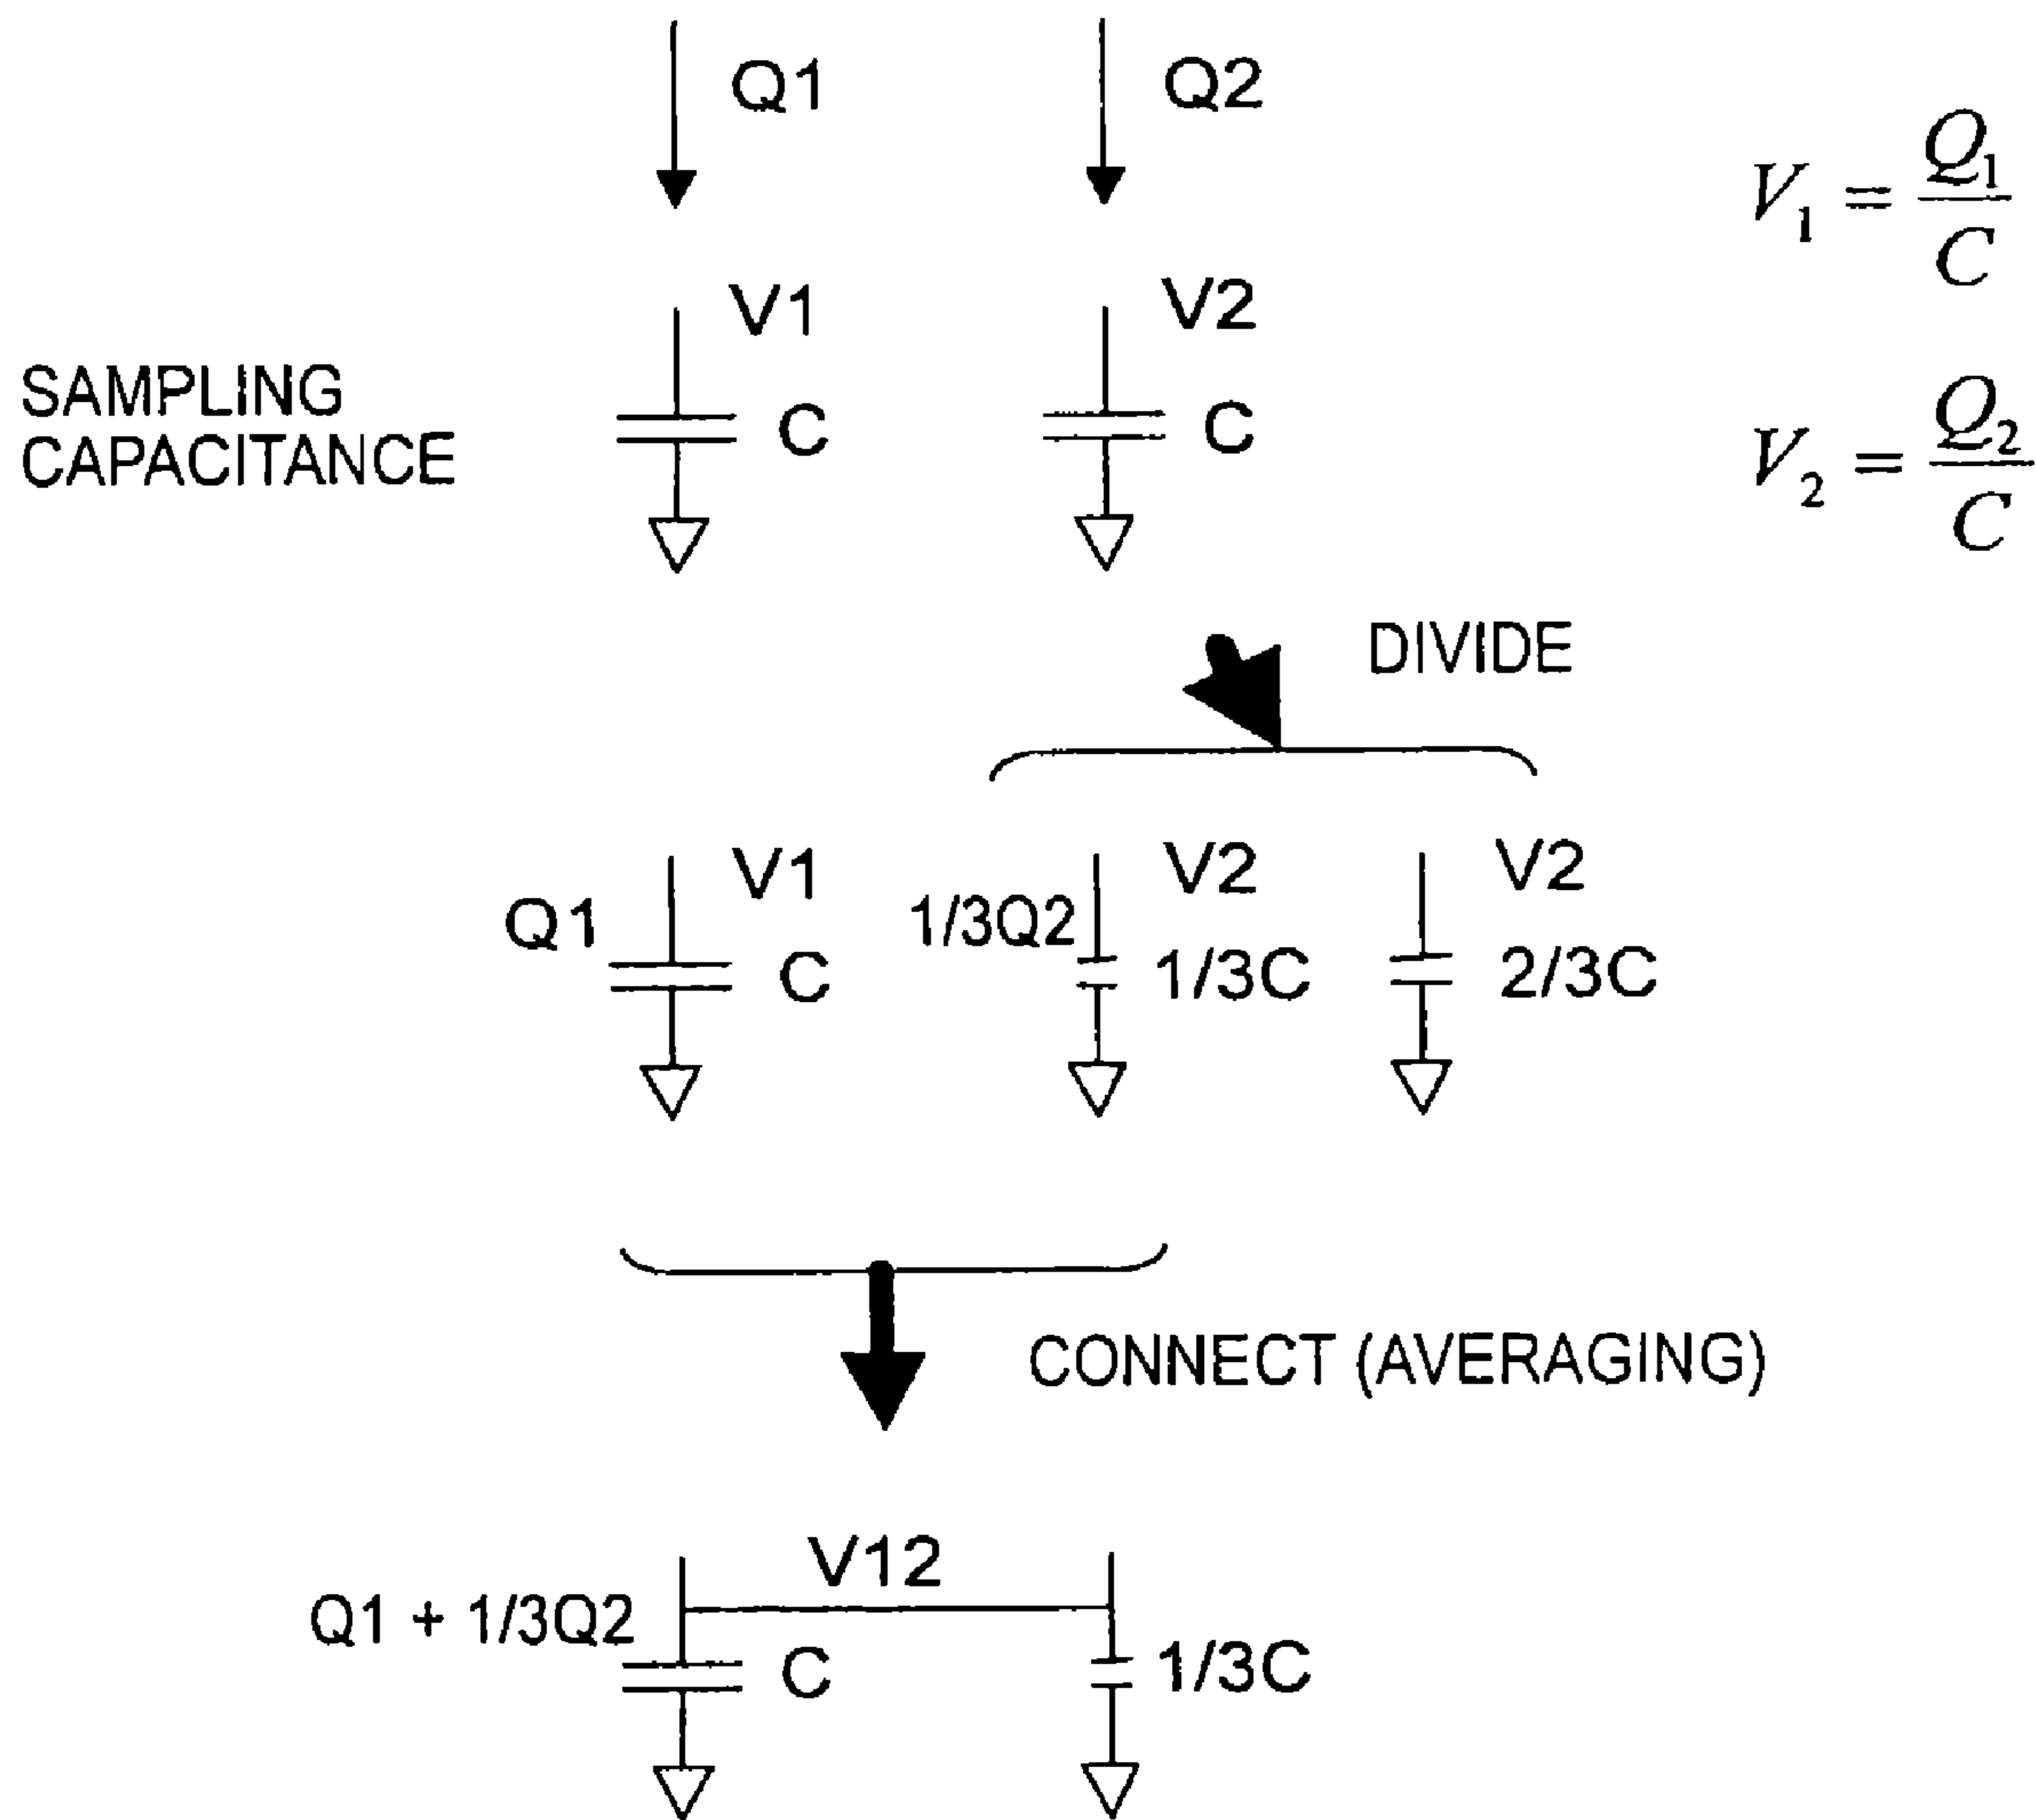 Q1 Q2
V₁ = Q₁/C
V1 V2
SAMPLING
CAPACITANCE
C C
V₂ = Q₂/C
DIVIDE
V1 V2 V2
Q1 1/3Q2
C 1/3C 2/3C
CONNECT (AVERAGING)
V12
Q1 + 1/3Q2
C 1/3C